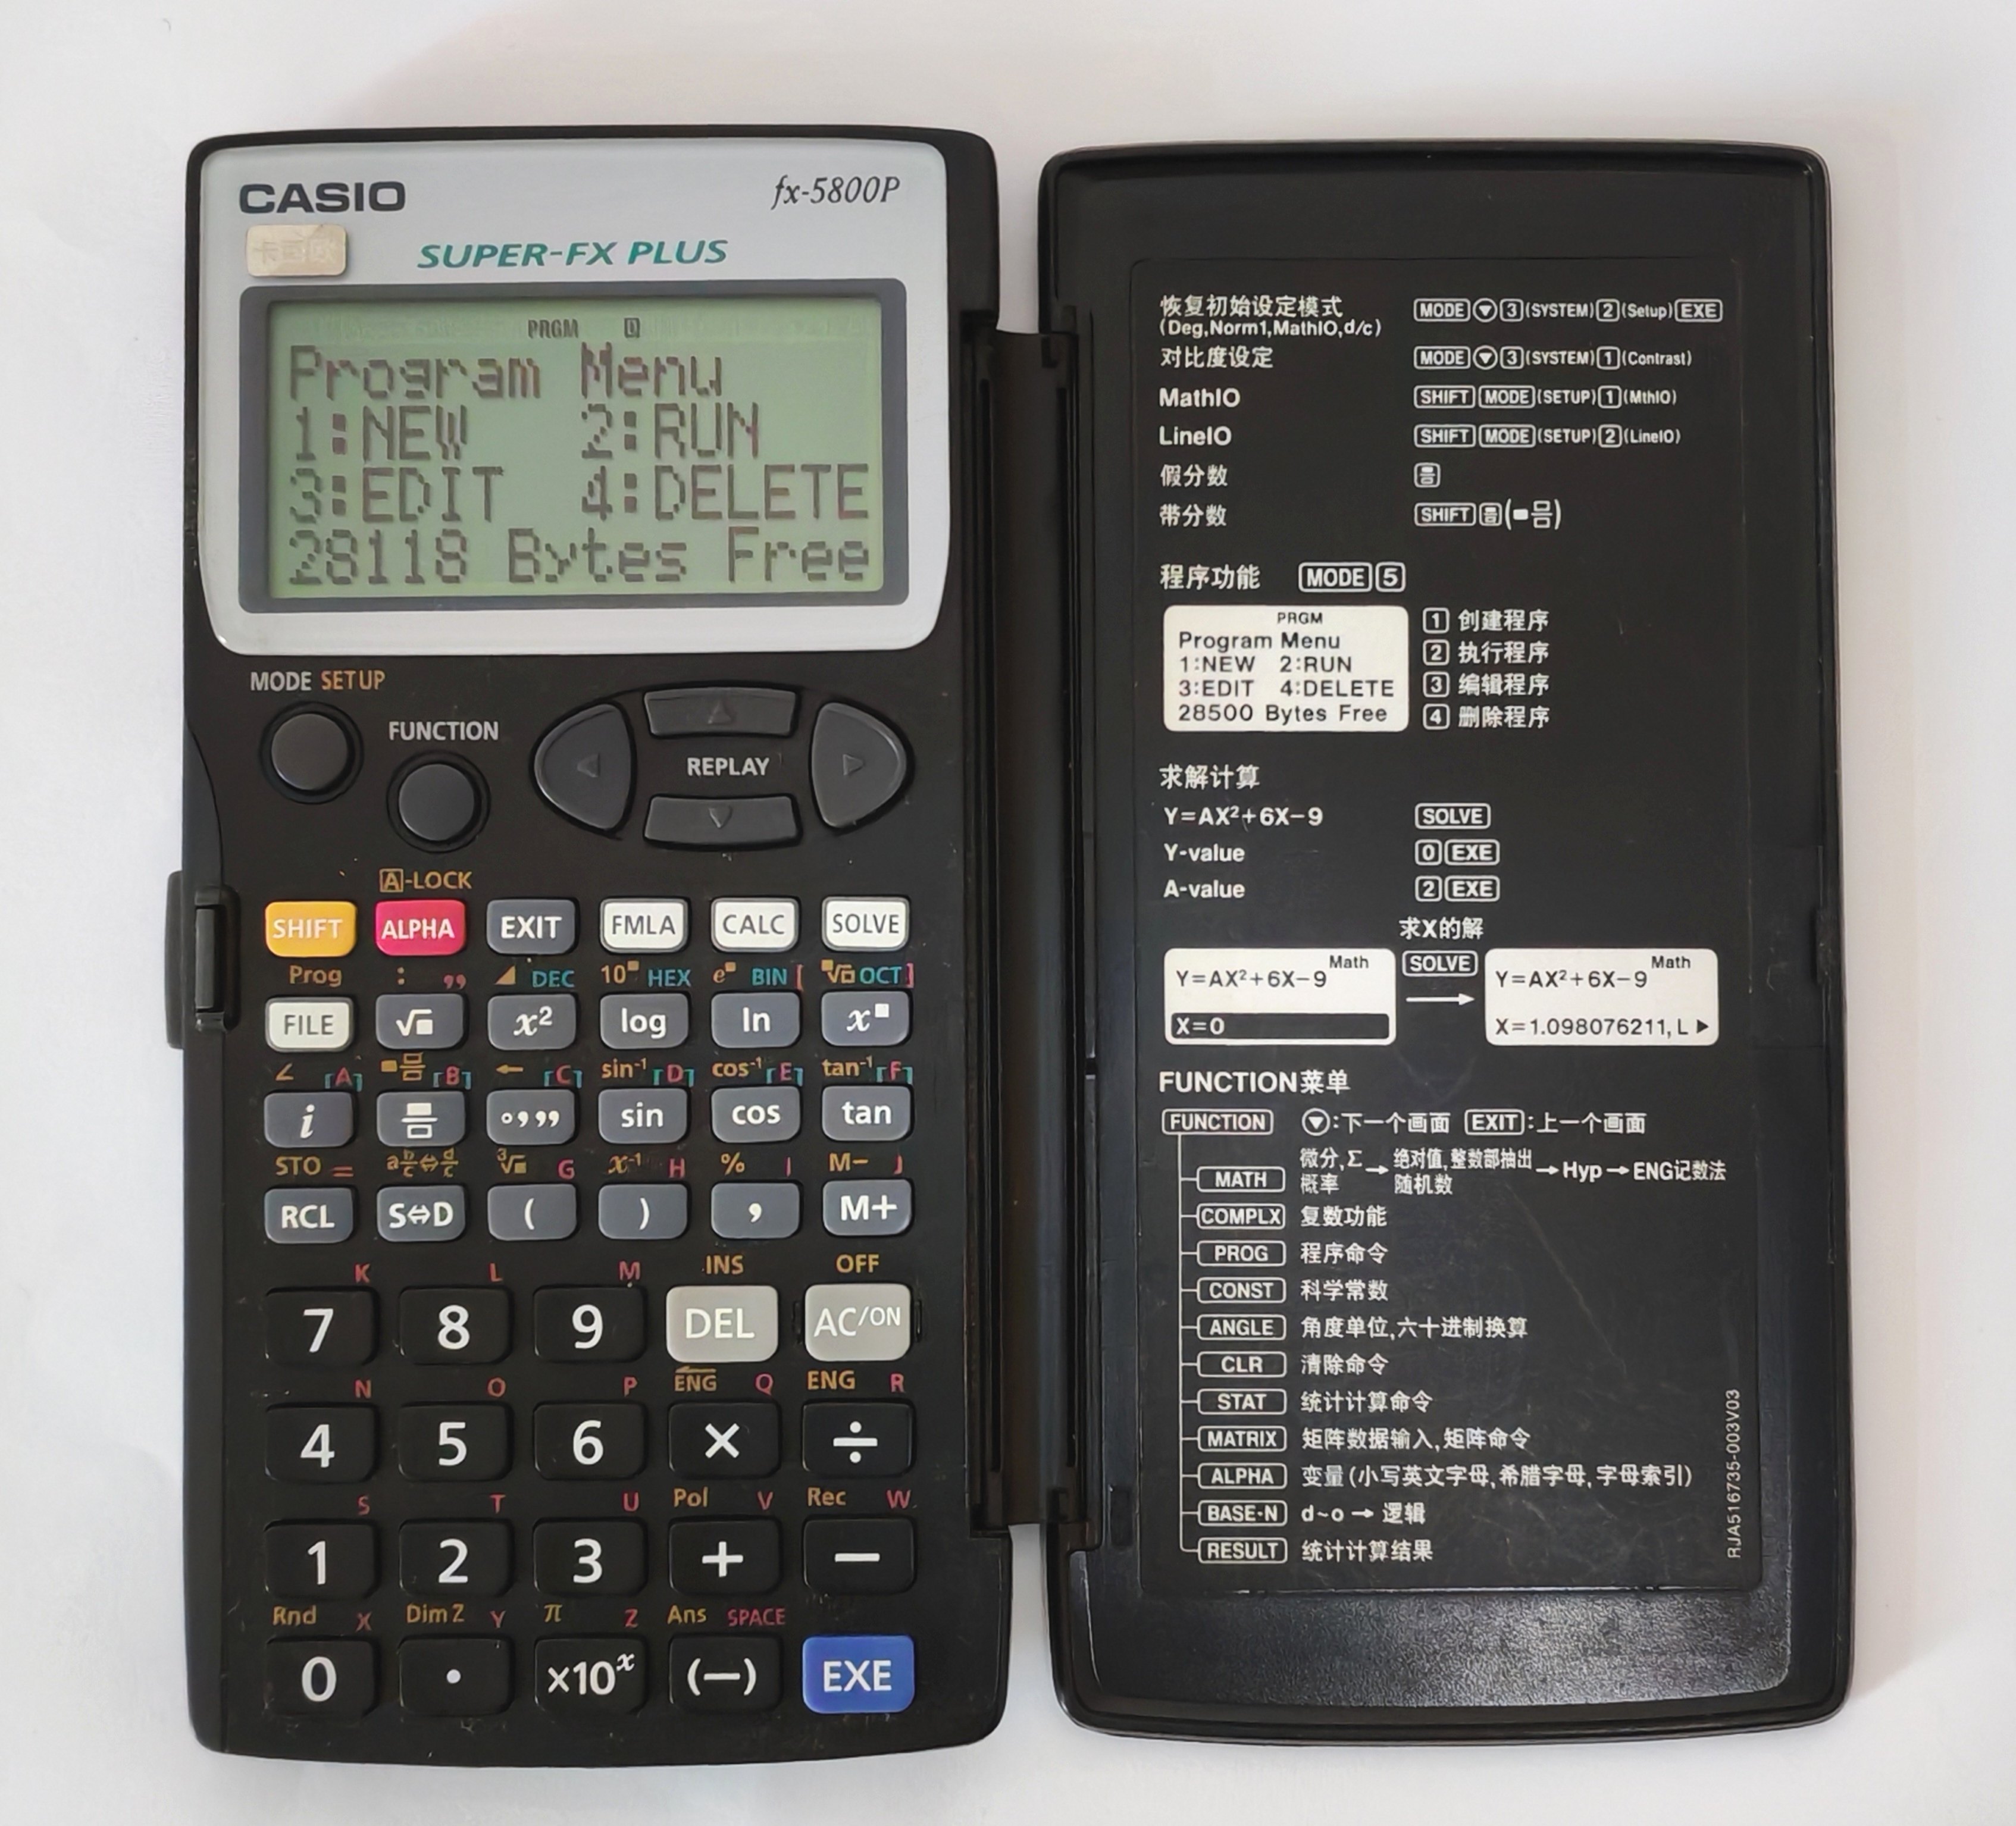 CASIO
fx-5800P
卡西欧
SUPER-FX PLUS
PRGM D
Program Menu
1:NEW 2:RUN
3:EDIT 4:DELETE
28118 Bytes Free
MODE SETUP
FUNCTION
REPLAY
A-LOCK
SHIFT ALPHA EXIT FMLA CALC SOLVE
Prog : ,, ◢ DEC 10■ HEX e■ BIN [ ■√□ OCT ]
FILE √■ x² log ln x■
∠ A ■ B ← C sin⁻¹ D cos⁻¹ E tan⁻¹ F
i °,,, sin cos tan
STO = a b/c⇔d/c ³√■ G x⁻¹ H % I M− J
RCL S⇔D ( ) , M+
K L M INS OFF
7 8 9 DEL AC/ON
N O P ENG Q ENG R
4 5 6 × ÷
S T U Pol V Rec W
1 2 3 + −
Rnd X Dim Z Y π Z Ans SPACE
0 • ×10ˣ (−) EXE
恢复初始设定模式 MODE ▼ 3 (SYSTEM) 2 (Setup) EXE
(Deg,Norm1,MathIO,d/c)
对比度设定 MODE ▼ 3 (SYSTEM) 1 (Contrast)
MathIO SHIFT MODE (SETUP) 1 (MthIO)
LineIO SHIFT MODE (SETUP) 2 (LineIO)
假分数
带分数 SHIFT
程序功能 MODE 5
PRGM
Program Menu
1:NEW 2:RUN
3:EDIT 4:DELETE
28500 Bytes Free
1 创建程序
2 执行程序
3 编辑程序
4 删除程序
求解计算
Y=AX²+6X−9 SOLVE
Y-value 0 EXE
A-value 2 EXE
求X的解
Math
Y=AX²+6X−9
X=0
SOLVE
→
Math
Y=AX²+6X−9
X=1.098076211, L ▶
FUNCTION菜单
FUNCTION ▼:下一个画面 EXIT:上一个画面
MATH 微分,Σ 概率 → 绝对值,整数部抽出 随机数 → Hyp → ENG记数法
COMPLX 复数功能
PROG 程序命令
CONST 科学常数
ANGLE 角度单位,六十进制换算
CLR 清除命令
STAT 统计计算命令
MATRIX 矩阵数据输入,矩阵命令
ALPHA 变量(小写英文字母,希腊字母,字母索引)
BASE-N d~o → 逻辑
RESULT 统计计算结果
RJA516735-003V03